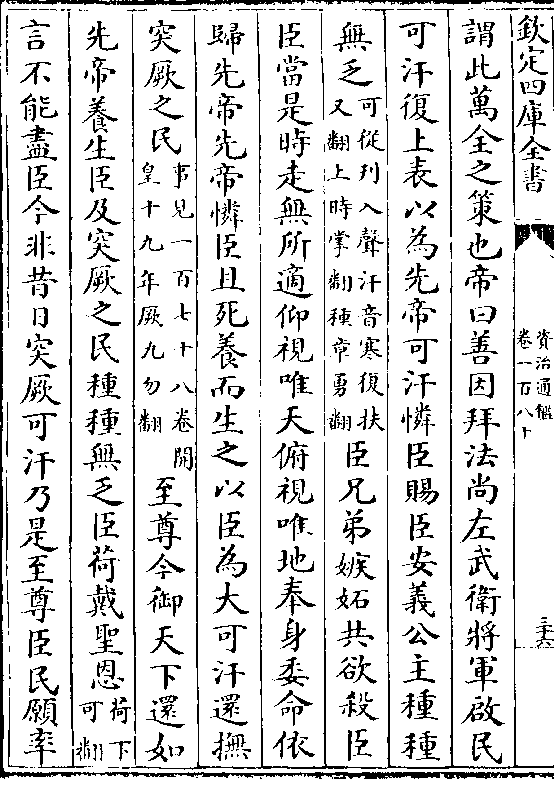 欽定四庫全書
資治通鑑
卷一百八十
三十六
謂此萬全之策也帝曰善因拜法尚左武衛將軍啟民
可汗復上表以為先帝可汗憐臣賜臣安義公主種種
無乏可從刋入聲汗音寒復扶又翻上時掌翻種章勇翻臣兄弟嫉妬共欲殺臣
臣當是時走無所適仰視唯天俯視唯地奉身委命依
歸先帝先帝憐臣且死養而生之以臣為大可汗還撫
突厥之民事見一百七十八卷開皇十九年厥九勿翻至尊今御天下還如
先帝養生臣及突厥之民種種無乏臣荷戴聖恩荷下可翻
言不能盡臣今非昔日突厥可汗乃是至尊臣民願率